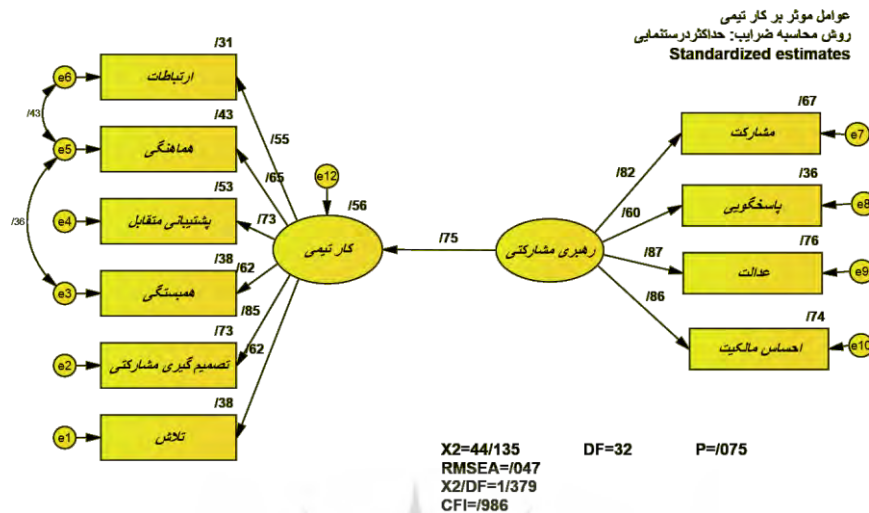 عوامل موثر بر کار تیمی
روش محاسبه ضرایب: حداکثردرستنمایی
Standardized estimates
/31
e6
ارتباطات
/43
/43
e5
هماهنگی
/53
e4
پشتیبانی متقابل
/36
/38
e3
همبستگی
/73
e2
تصمیم گیری مشارکتی
/38
e1
تلاش
/55
/65
/73
/62
/85
/62
e12
/56
کار تیمی
/75
رهبری مشارکتی
/82
/60
/87
/86
/67
مشارکت
e7
/36
پاسخگویی
e8
/76
عدالت
e9
/74
احساس مالکیت
e10
X2=44/135 DF=32 P=/075
RMSEA=/047
X2/DF=1/379
CFI=/986